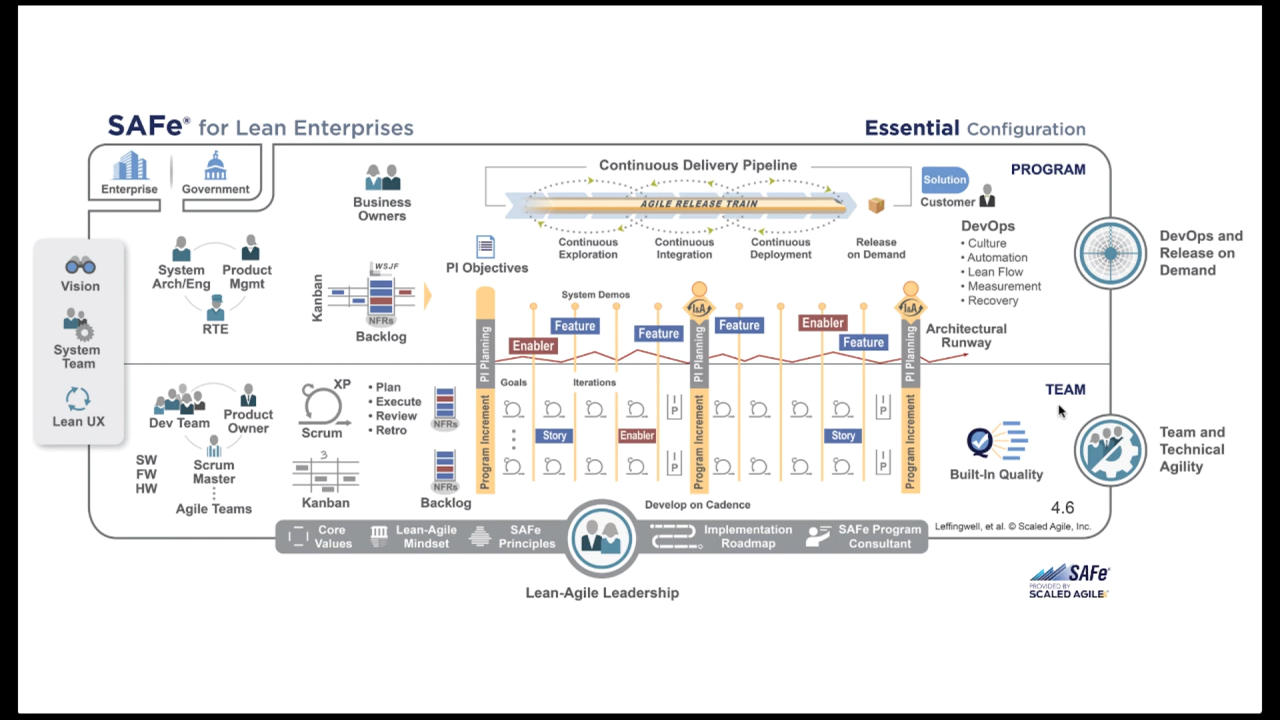 SAFe® for Lean Enterprises
Essential Configuration
Enterprise
Government
Business
Owners
Continuous Delivery Pipeline
AGILE RELEASE TRAIN
Continuous
Exploration
Continuous
Integration
Continuous
Deployment
Release
on Demand
Solution
Customer
PROGRAM
DevOps
• Culture
• Automation
• Lean Flow
• Measurement
• Recovery
DevOps and
Release on
Demand
Vision
System
Team
Lean UX
System
Arch/Eng
Product
Mgmt
RTE
Kanban
WSJF
NFRs
Backlog
PI Objectives
System Demos
Enabler
Feature
Feature
Feature
Enabler
Feature
I&A
I&A
Architectural
Runway
PI Planning
PI Planning
PI Planning
TEAM
Dev Team
Product
Owner
Scrum
Master
Agile Teams
SW
FW
HW
XP
Scrum
• Plan
• Execute
• Review
• Retro
3
Kanban
NFRs
NFRs
Backlog
Goals
Iterations
Program Increment
Program Increment
Program Increment
Story
Enabler
Story
I P
I P
I P
I P
Develop on Cadence
Built-In Quality
Team and
Technical
Agility
4.6
Leffingwell, et al. © Scaled Agile, Inc.
Core
Values
Lean-Agile
Mindset
SAFe
Principles
Implementation
Roadmap
SAFe Program
Consultant
Lean-Agile Leadership
SAFe®
PROVIDED BY
SCALED AGILE